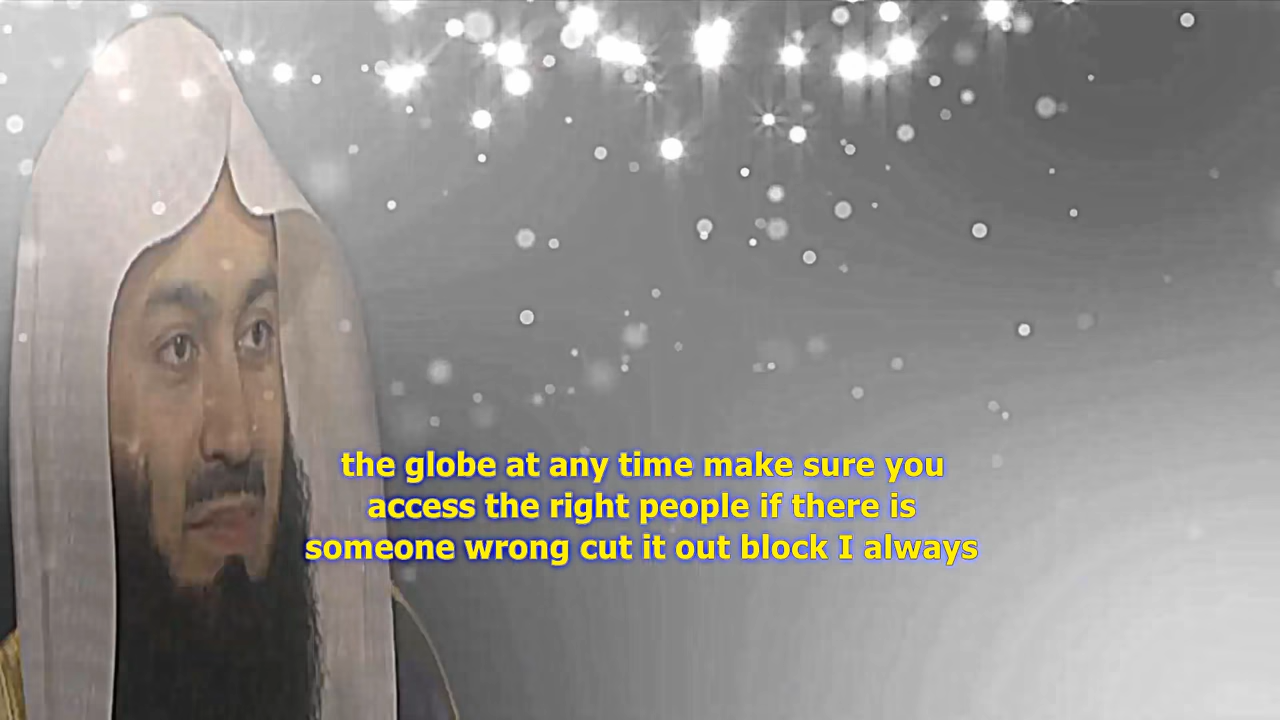 the globe at any time make sure you
access the right people if there is
someone wrong cut it out block I always